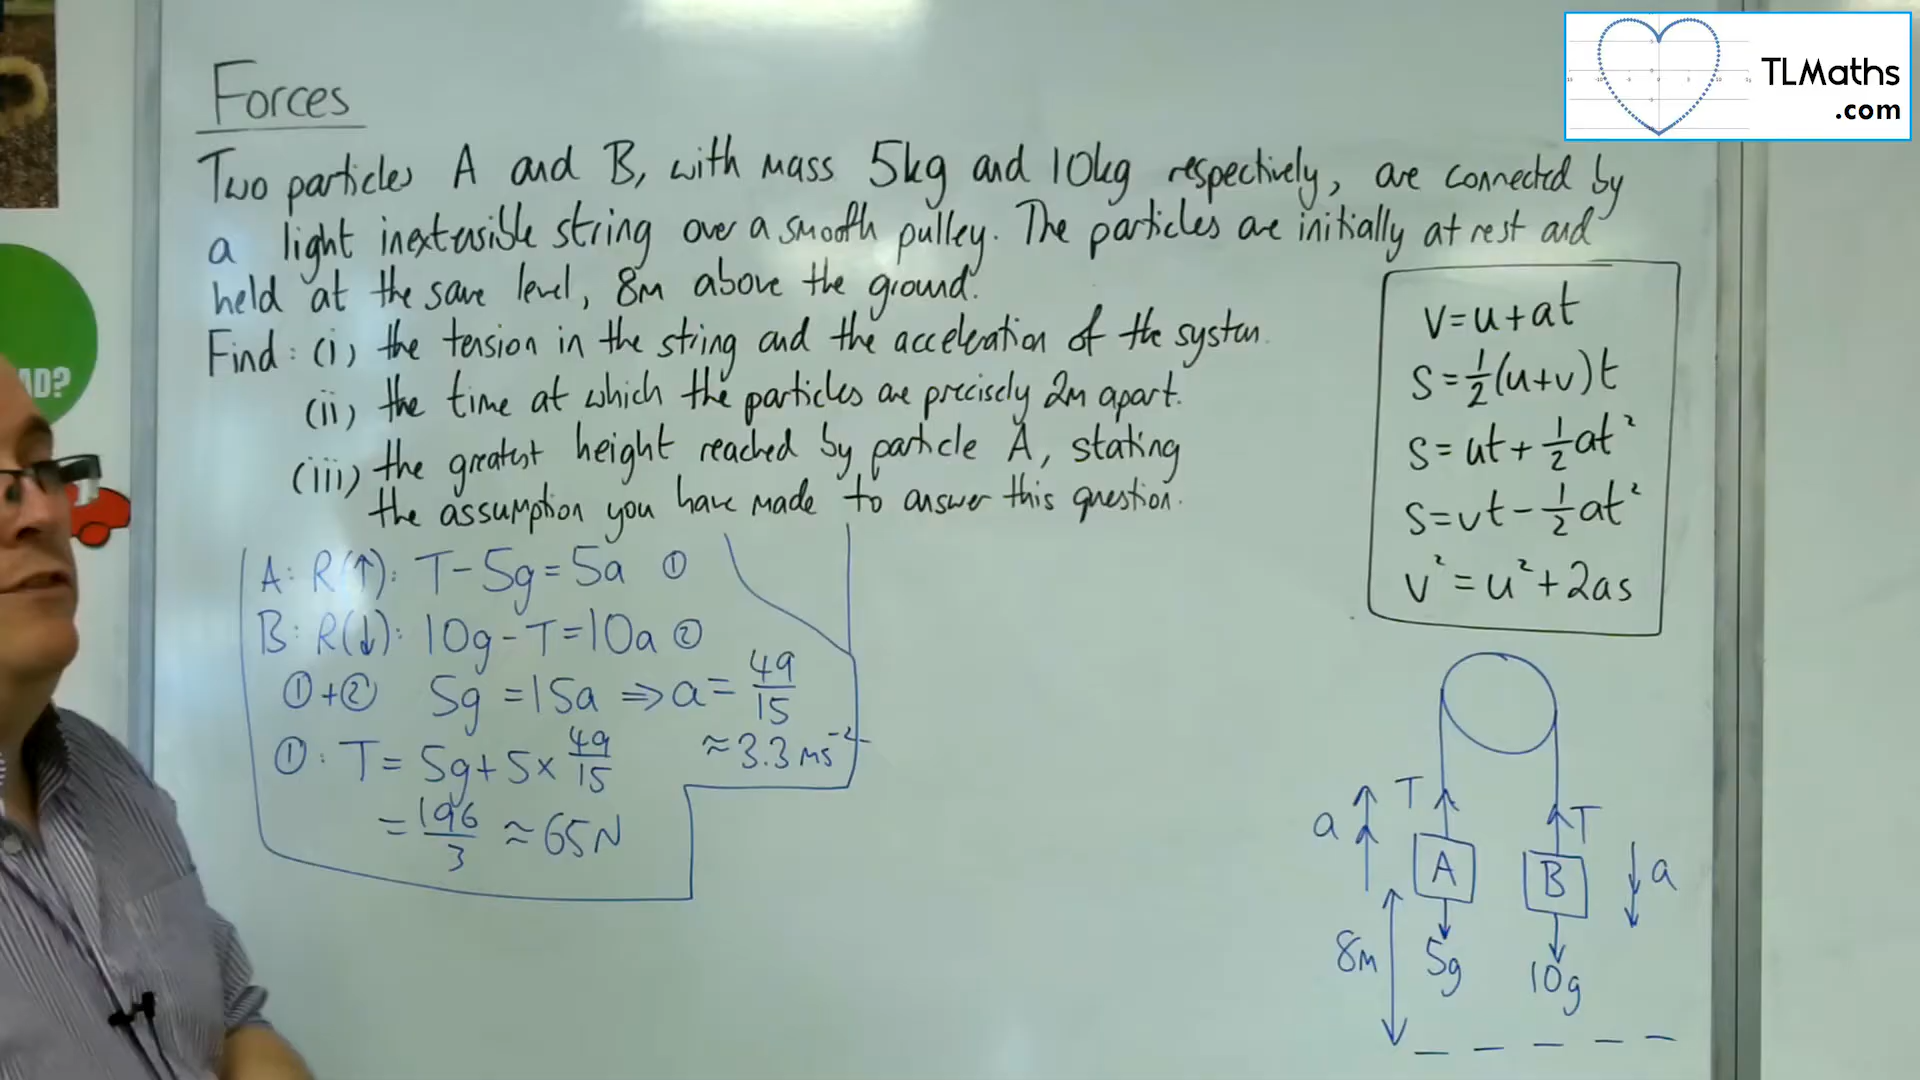 TLMaths
.com
Forces
Two particles A and B, with mass 5kg and 10kg respectively, are connected by
a light inextensible string over a smooth pulley. The particles are initially at rest and
held at the same level, 8m above the ground.
Find: (i) the tension in the string and the acceleration of the system.
(ii) the time at which the particles are precisely 2m apart.
(iii) the greatest height reached by particle A, stating
the assumption you have made to answer this question.
v=u+at
s=½(u+v)t
s=ut+½at²
s=vt-½at²
v²=u²+2as
A: R(↑): T-5g=5a ①
B: R(↓): 10g-T=10a ②
①+② 5g=15a ⇒ a=49/15
≈3.3ms⁻²
①: T=5g+5×49/15
=196/3 ≈65N
a T T a
A B
8m 5g 10g
AD?